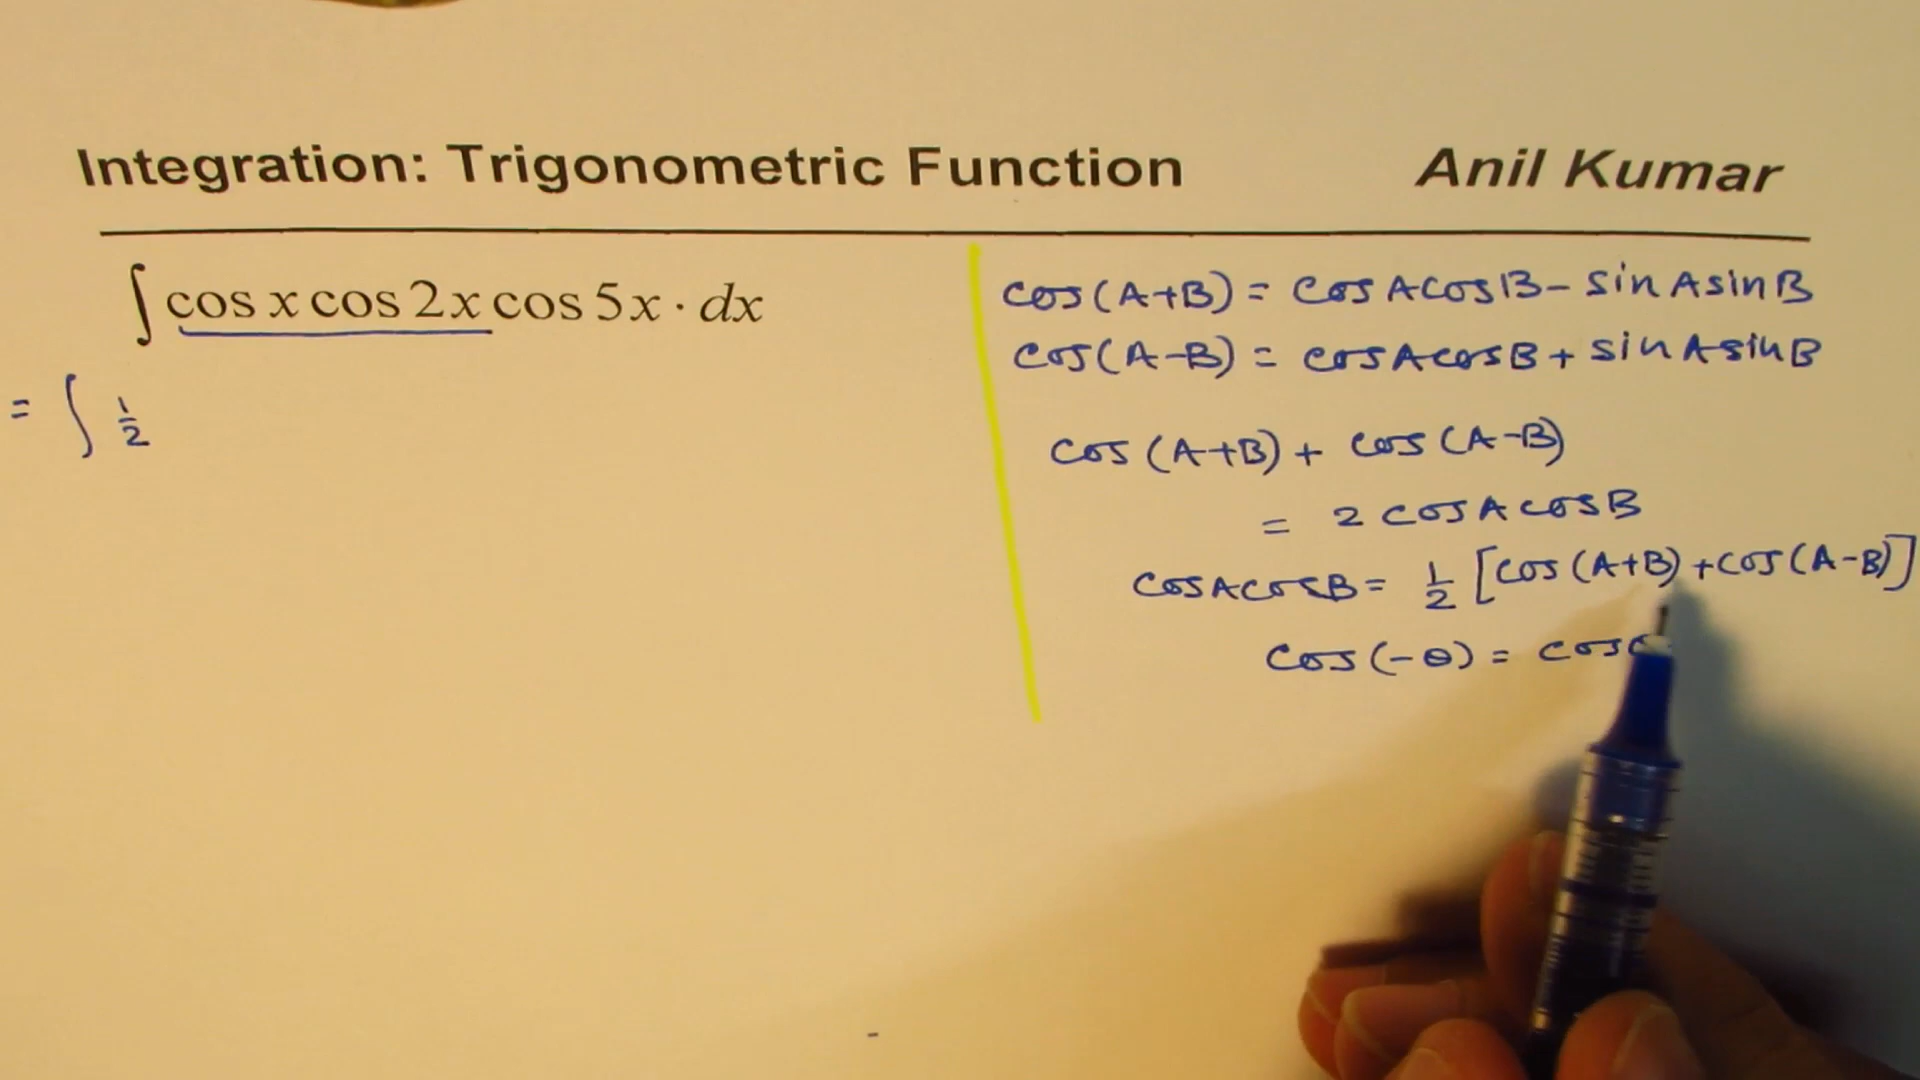 Integration: Trigonometric Function Anil Kumar
∫ cos x cos 2x cos 5x · dx
= ∫ 1/2
cos(A+B) = cosAcosB - sinAsinB
cos(A-B) = cosAcosB + sinAsinB
cos(A+B) + cos(A-B)
= 2 cosAcosB
cosAcosB = 1/2 [cos(A+B) + cos(A-B)]
cos(-θ) = cos